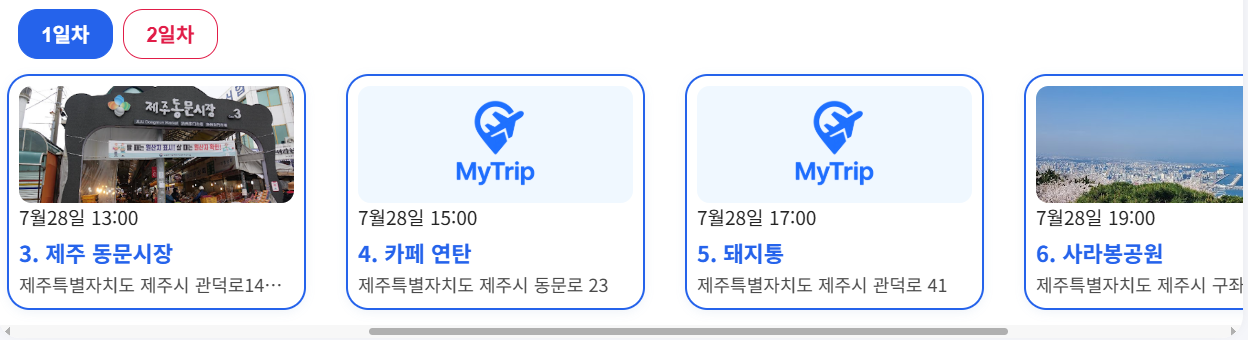 1일차
2일차
제주동문시장 3
7월28일 13:00
3. 제주 동문시장
제주특별자치도 제주시 관덕로14…
MyTrip
7월28일 15:00
4. 카페 연탄
제주특별자치도 제주시 동문로 23
MyTrip
7월28일 17:00
5. 돼지통
제주특별자치도 제주시 관덕로 41
7월28일 19:00
6. 사라봉공원
제주특별자치도 제주시 구좌